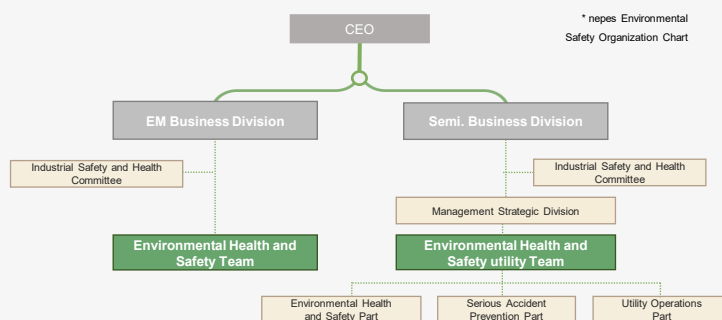 CEO
* nepes Environmental
Safety Organization Chart
EM Business Division
Semi. Business Division
Industrial Safety and Health
Committee
Industrial Safety and Health
Committee
Management Strategic Division
Environmental Health and
Safety Team
Environmental Health and
Safety utility Team
Environmental Health
and Safety Part
Serious Accident
Prevention Part
Utility Operations
Part